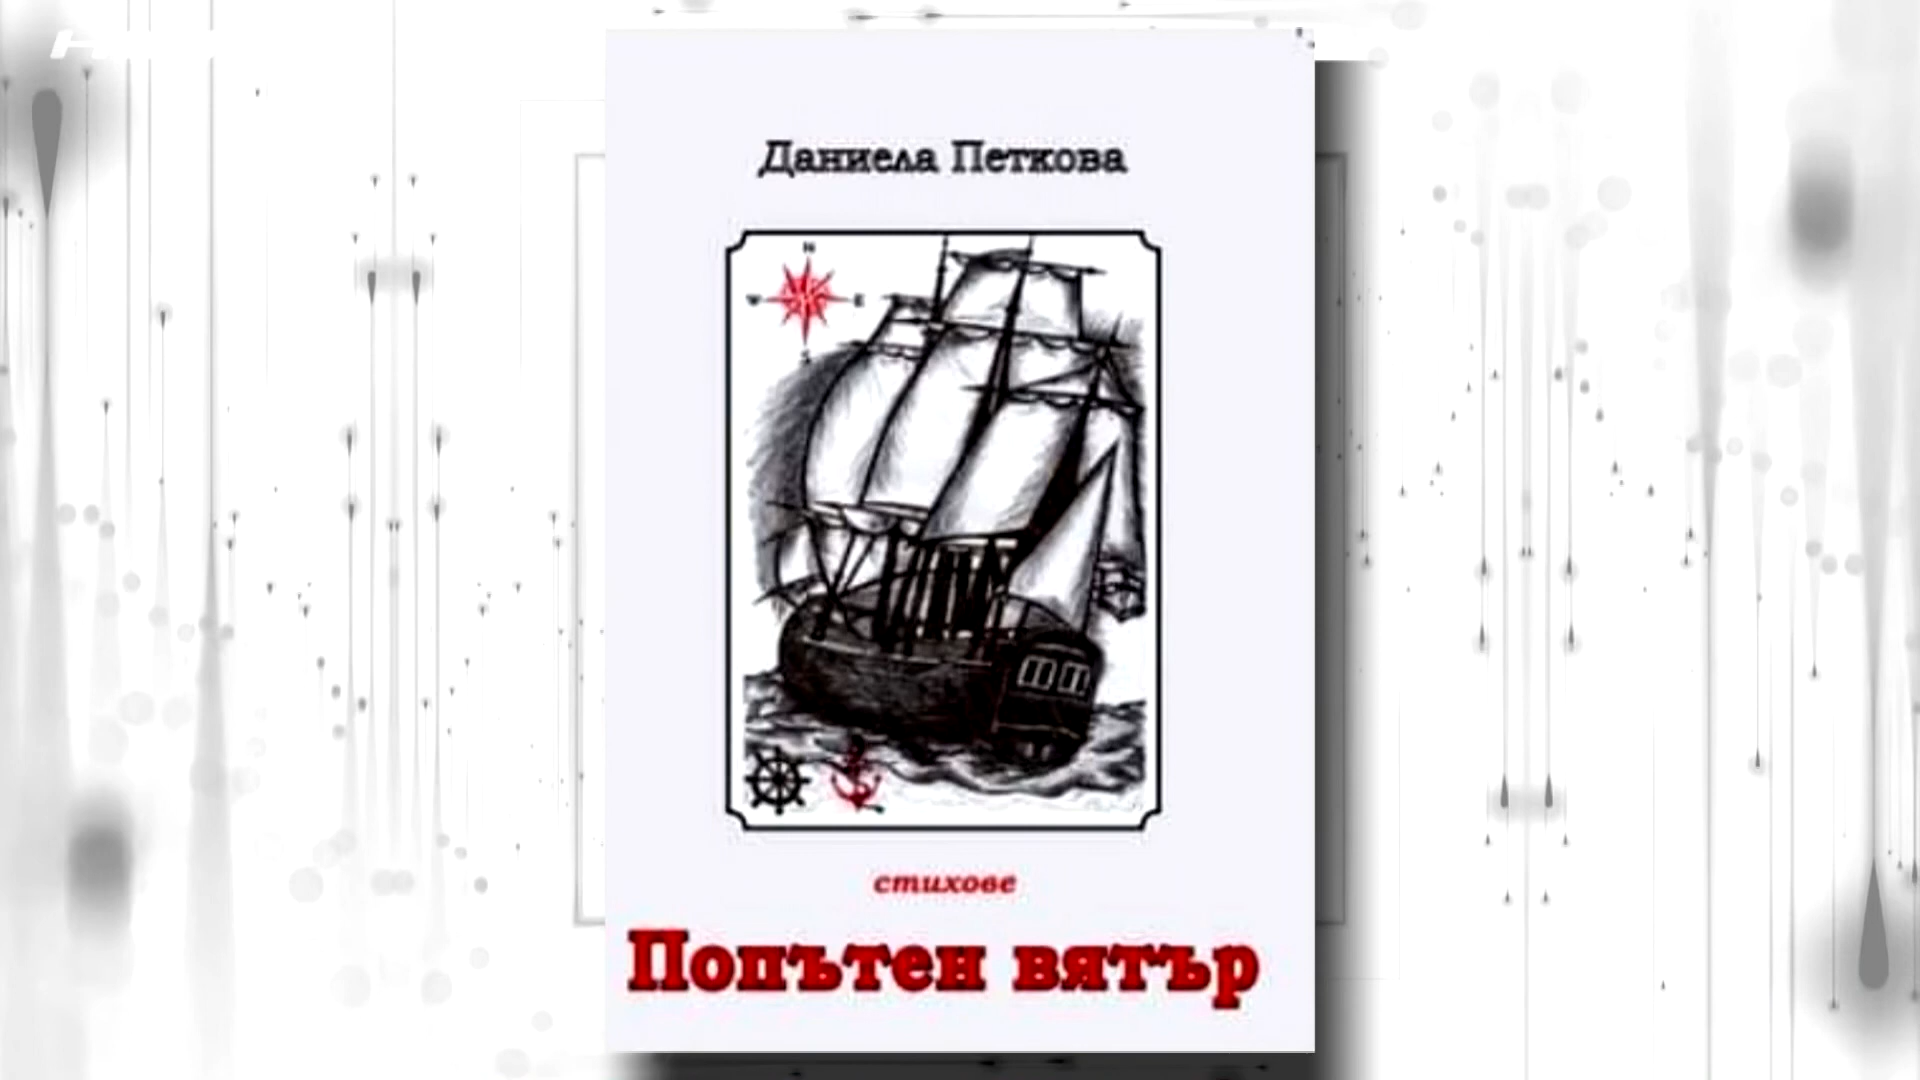 Даниела Петкова
N
W E
S
стихове
Попътен вятър